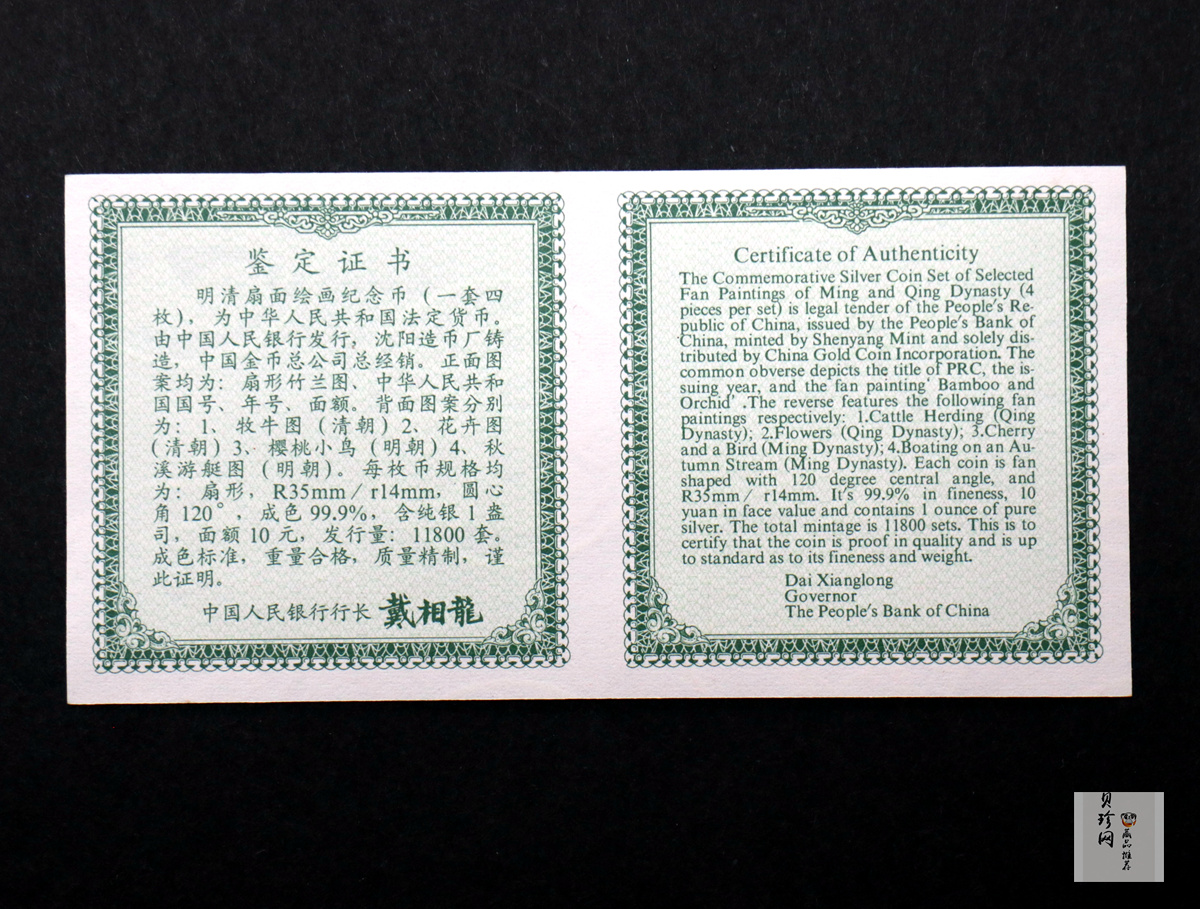 鉴定证书
明清扇面绘画纪念币（一套四
枚），为中华人民共和国法定货币。
由中国人民银行发行，沈阳造币厂铸
造，中国金币总公司总经销。正面图
案均为：扇形竹兰图、中华人民共和
国国号、年号、面额。背面图案分别
为：1、牧牛图（清朝）2、花卉图
(清朝）3、樱桃小鸟（明朝）4、秋
溪游艇图（明朝）。每枚币规格均
为：扇形，R35mm／r14mm，圆心
角120°，成色99.9%，含纯银1盎
司，面额10元，发行量：11800套。
成色标准，重量合格，质量精制，谨
此证明。
中国人民银行行长 戴相龍
Certificate of Authenticity
The Commemorative Silver Coin Set of Selected
Fan Paintings of Ming and Qing Dynasty (4
pieces per set) is legal tender of the People's Re-
public of China, issued by the People's Bank of
China, minted by Shenyang Mint and solely dis-
tributed by China Gold Coin Incorporation. The
common obverse depicts the title of PRC, the is-
suing year, and the fan painting' Bamboo and
Orchid' .The reverse features the following fan
paintings respectively: 1.Cattle Herding (Qing
Dynasty); 2.Flowers (Qing Dynasty); 3.Cherry
and a Bird (Ming Dynasty); 4.Boating on an Au-
tumn Stream (Ming Dynasty). Each coin is fan
shaped with 120 degree central angle, and
R35mm／r14mm. It's 99.9% in fineness, 10
yuan in face value and contains 1 ounce of pure
silver. The total mintage is 11800 sets. This is to
certify that the coin is proof in quality and is up
to standard as to its fineness and weight.
Dai Xianglong
Governor
The People's Bank of China
贝珍网
藏品推荐